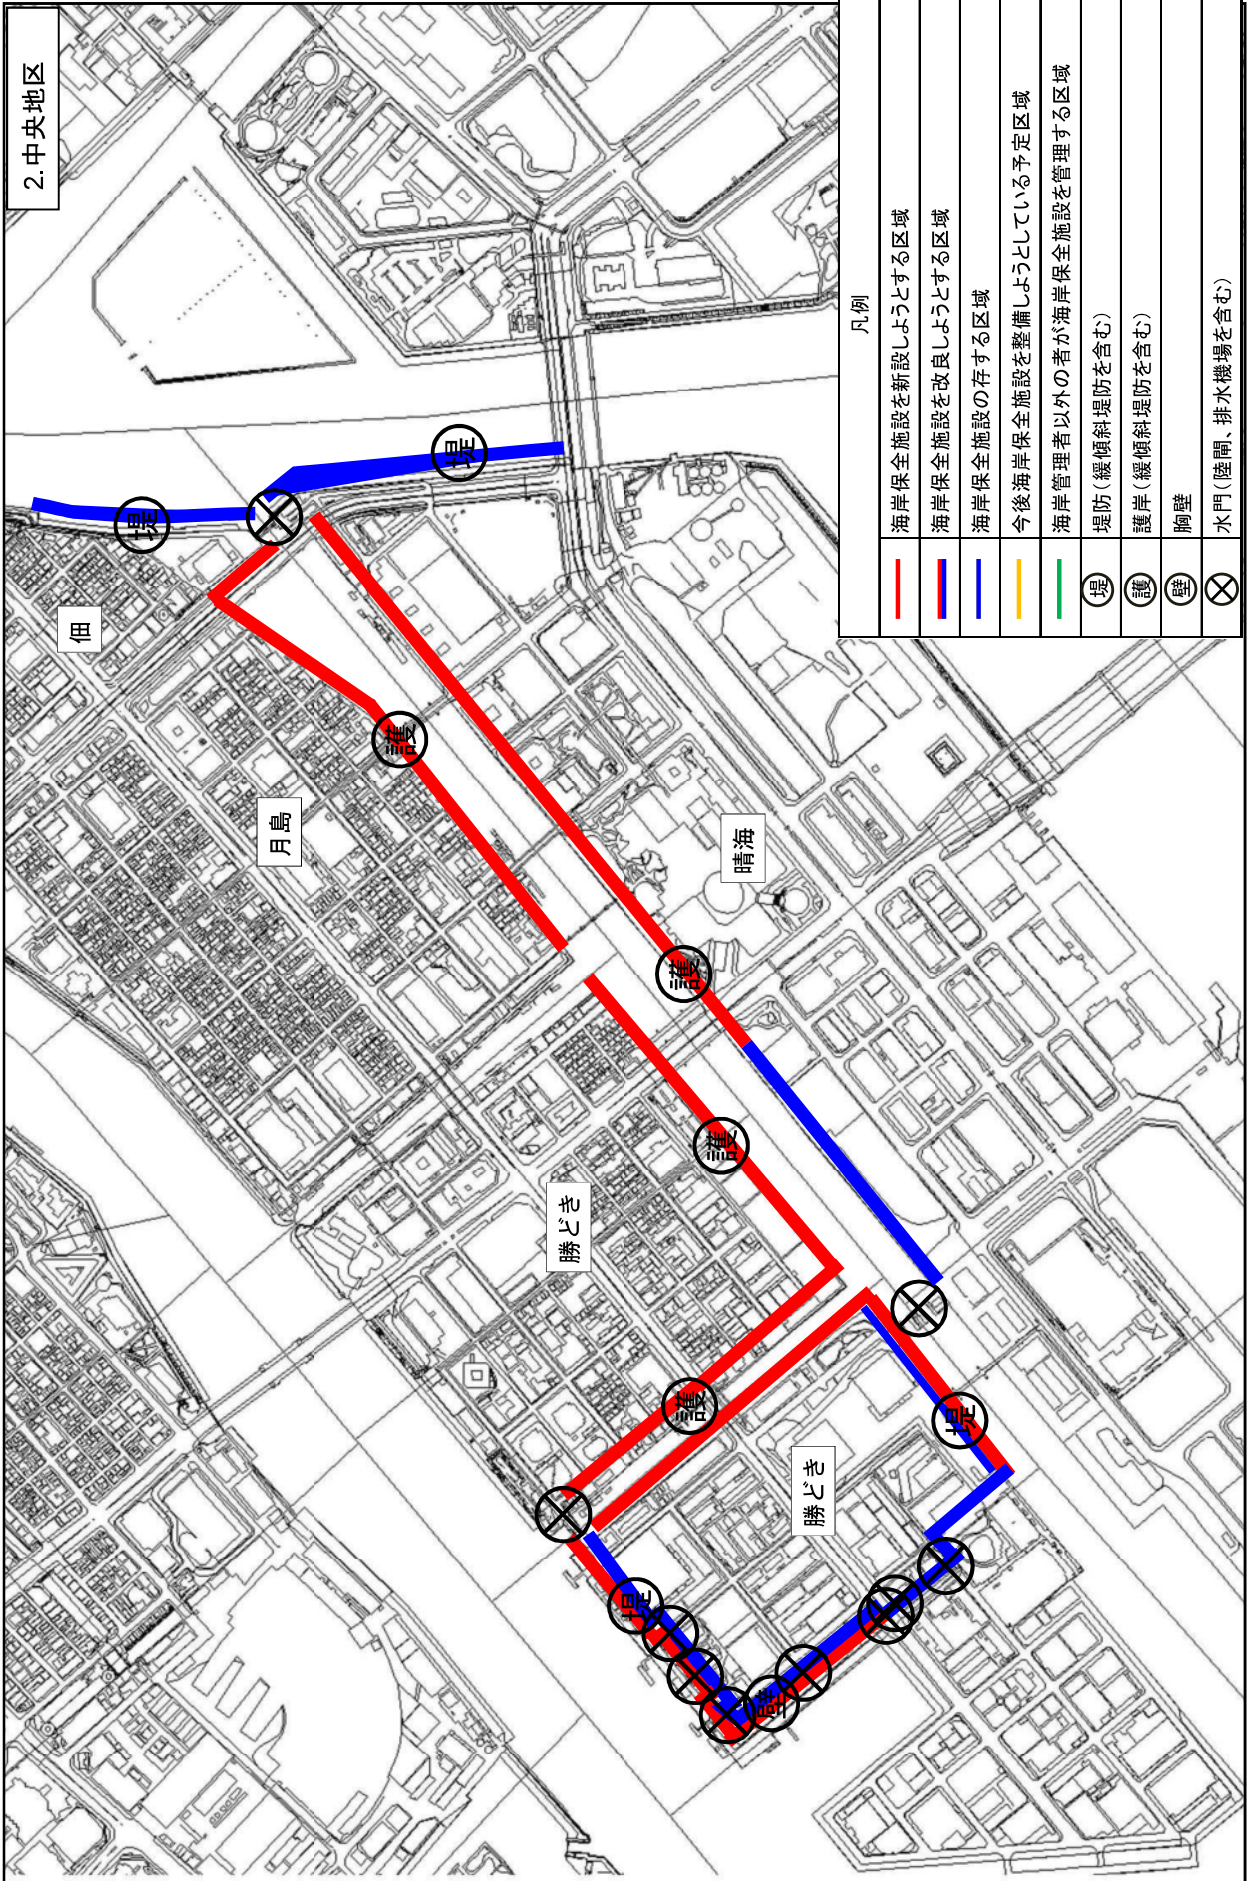 2.中央地区
佃
月島
晴海
勝どき
勝どき
堤
堤
護
護
護
護
堤
堤
壁
凡例
海岸保全施設を新設しようとする区域
海岸保全施設を改良しようとする区域
海岸保全施設の存する区域
今後海岸保全施設を整備しようとしている予定区域
海岸管理者以外の者が海岸保全施設を管理する区域
堤 堤防(緩傾斜堤防を含む)
護 護岸(緩傾斜堤防を含む)
壁 胸壁
水門(陸閘、排水機場を含む)